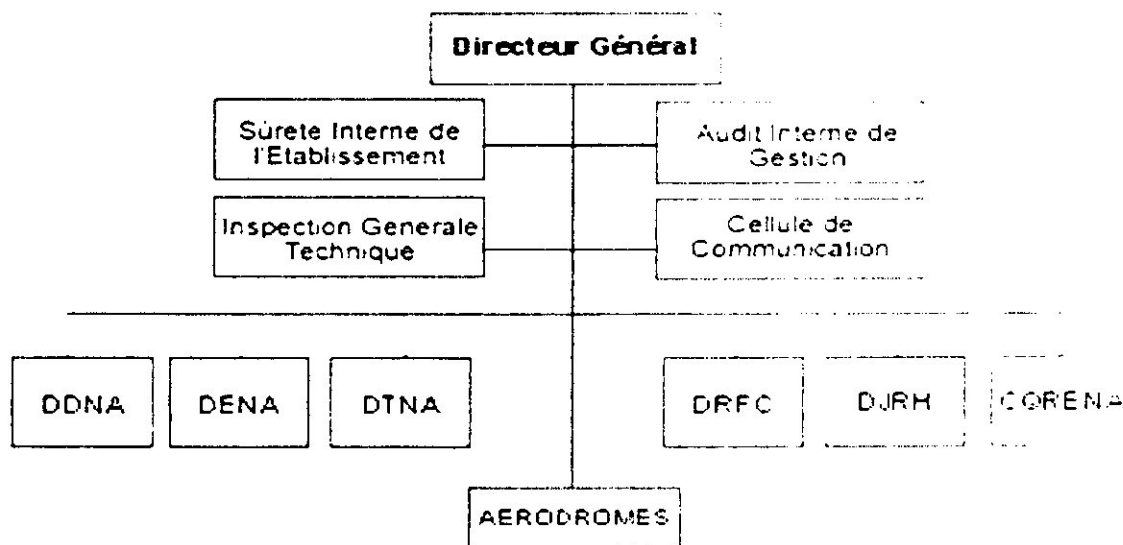 Directeur Général
Sûrete Interne de
l'Etablissement
Audit Interne de
Gestion
Inspection Generale
Technique
Cellule de
Communication
DDNA
DENA
DTNA
DRFC
DJRH
CQRENA
AERODROMES